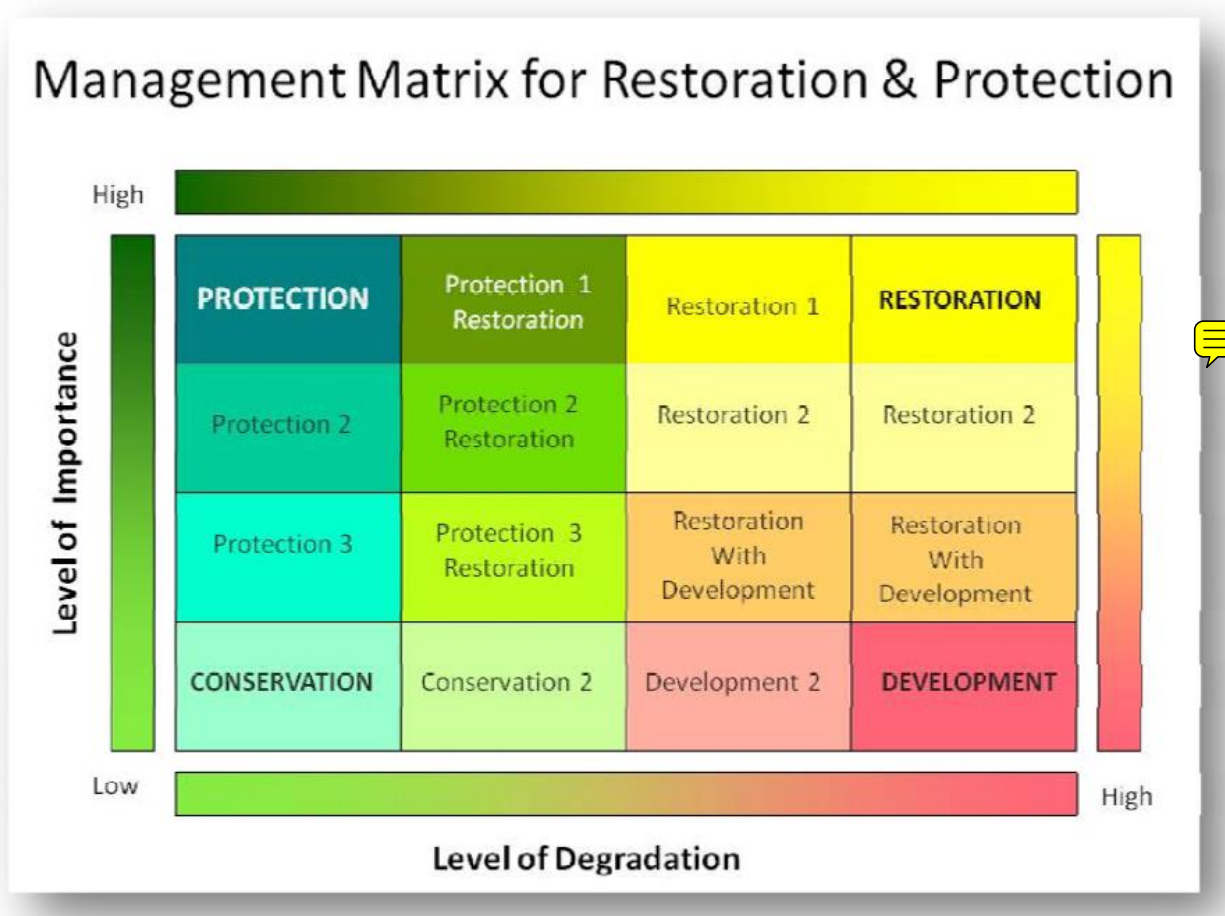 Management Matrix for Restoration & Protection
High
PROTECTION
Protection 1
Restoration
Restoration 1
RESTORATION
Protection 2
Protection 2
Restoration
Restoration 2
Restoration 2
Protection 3
Protection 3
Restoration
Restoration
With
Development
Restoration
With
Development
CONSERVATION
Conservation 2
Development 2
DEVELOPMENT
Level of Importance
Low
High
Level of Degradation